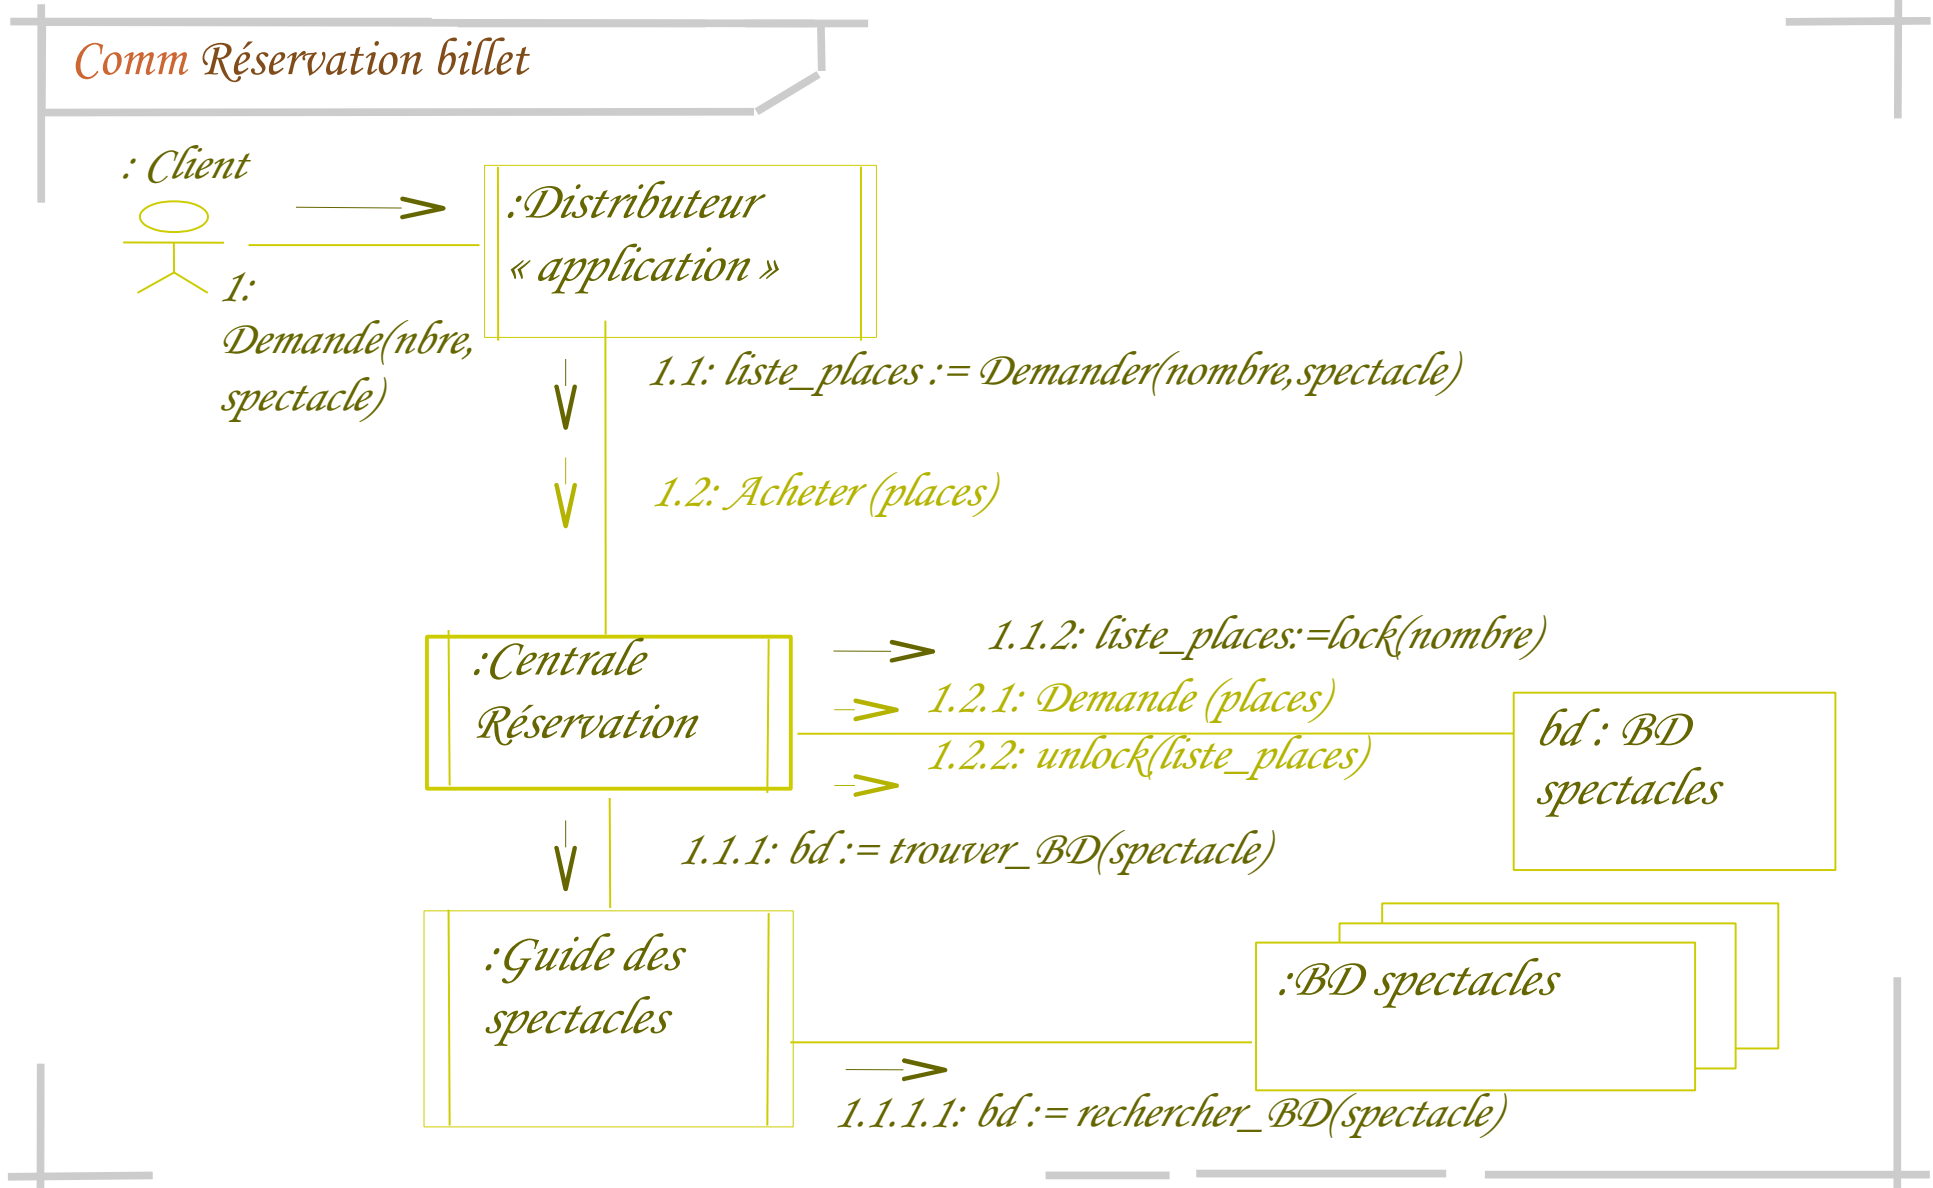 Comm Réservation billet
: Client
:Distributeur
« application »
1:
Demande(nbre,
spectacle)
1.1: liste_places := Demander(nombre,spectacle)
1.2: Acheter (places)
:Centrale
Réservation
1.1.2: liste_places:=lock(nombre)
1.2.1: Demande (places)
1.2.2: unlock(liste_places)
bd : BD
spectacles
1.1.1: bd := trouver_BD(spectacle)
:Guide des
spectacles
:BD spectacles
1.1.1.1: bd := rechercher_BD(spectacle)